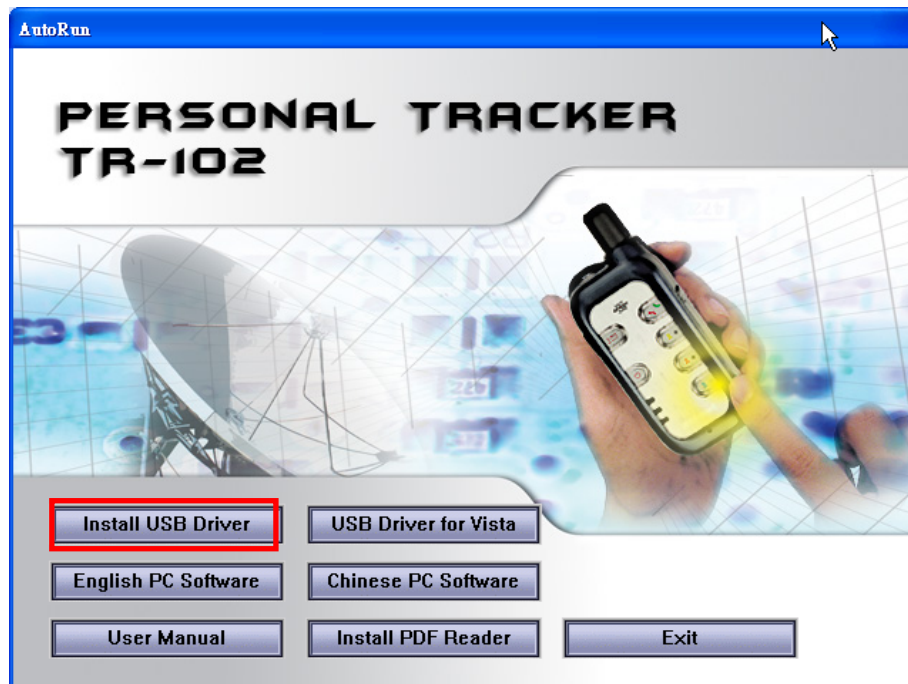 AutoRun
PERSONAL TRACKER
TR-102
Install USB Driver
USB Driver for Vista
English PC Software
Chinese PC Software
User Manual
Install PDF Reader
Exit